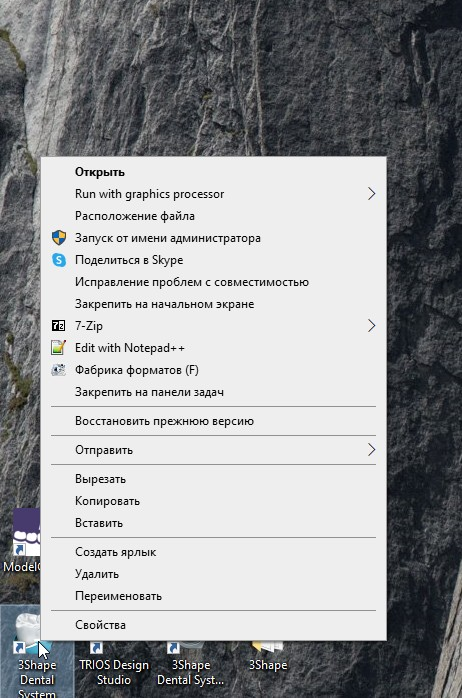 Открыть
Run with graphics processor
Расположение файла
Запуск от имени администратора
Поделиться в Skype
Исправление проблем с совместимостью
Закрепить на начальном экране
7-Zip
Edit with Notepad++
Фабрика форматов (F)
Закрепить на панели задач
Восстановить прежнюю версию
Отправить
Вырезать
Копировать
Вставить
Создать ярлык
Удалить
Переименовать
Свойства
3Shape
Dental
System
TRIOS Design
Studio
3Shape
Dental Syst...
3Shape